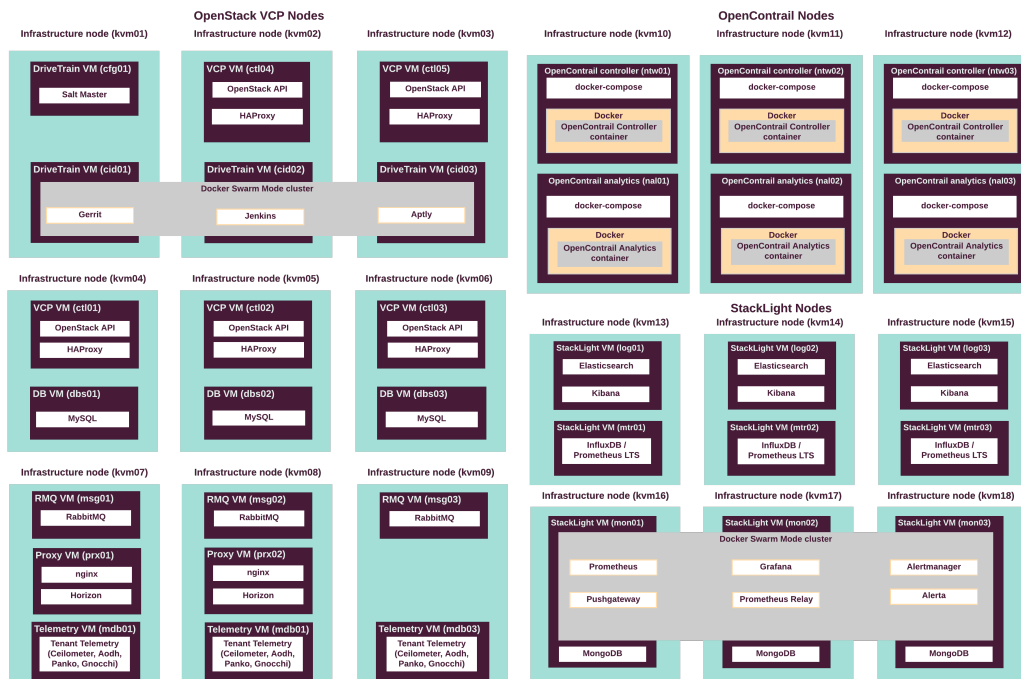 OpenStack VCP Nodes
Infrastructure node (kvm01)
Infrastructure node (kvm02)
Infrastructure node (kvm03)
DriveTrain VM (cfg01)
Salt Master
VCP VM (ctl04)
OpenStack API
HAProxy
VCP VM (ctl05)
OpenStack API
HAProxy
DriveTrain VM (cid01)
DriveTrain VM (cid02)
DriveTrain VM (cid03)
Docker Swarm Mode cluster
Gerrit
Jenkins
Aptly
Infrastructure node (kvm04)
Infrastructure node (kvm05)
Infrastructure node (kvm06)
VCP VM (ctl01)
OpenStack API
HAProxy
VCP VM (ctl02)
OpenStack API
HAProxy
VCP VM (ctl03)
OpenStack API
HAProxy
DB VM (dbs01)
MySQL
DB VM (dbs02)
MySQL
DB VM (dbs03)
MySQL
Infrastructure node (kvm07)
Infrastructure node (kvm08)
Infrastructure node (kvm09)
RMQ VM (msg01)
RabbitMQ
RMQ VM (msg02)
RabbitMQ
RMQ VM (msg03)
RabbitMQ
Proxy VM (prx01)
nginx
Horizon
Proxy VM (prx02)
nginx
Horizon
Telemetry VM (mdb01)
Tenant Telemetry
(Ceilometer, Aodh,
Panko, Gnocchi)
Telemetry VM (mdb01)
Tenant Telemetry
(Ceilometer, Aodh,
Panko, Gnocchi)
Telemetry VM (mdb03)
Tenant Telemetry
(Ceilometer, Aodh,
Panko, Gnocchi)
OpenContrail Nodes
Infrastructure node (kvm10)
Infrastructure node (kvm11)
Infrastructure node (kvm12)
OpenContrail controller (ntw01)
docker-compose
Docker
OpenContrail Controller
container
OpenContrail controller (ntw02)
docker-compose
Docker
OpenContrail Controller
container
OpenContrail controller (ntw03)
docker-compose
Docker
OpenContrail Controller
container
OpenContrail analytics (nal01)
docker-compose
Docker
OpenContrail Analytics
container
OpenContrail analytics (nal02)
docker-compose
Docker
OpenContrail Analytics
container
OpenContrail analytics (nal03)
docker-compose
Docker
OpenContrail Analytics
container
StackLight Nodes
Infrastructure node (kvm13)
Infrastructure node (kvm14)
Infrastructure node (kvm15)
StackLight VM (log01)
Elasticsearch
Kibana
StackLight VM (log02)
Elasticsearch
Kibana
StackLight VM (log03)
Elasticsearch
Kibana
StackLight VM (mtr01)
InfluxDB /
Prometheus LTS
StackLight VM (mtr02)
InfluxDB /
Prometheus LTS
StackLight VM (mtr03)
InfluxDB /
Prometheus LTS
Infrastructure node (kvm16)
Infrastructure node (kvm17)
Infrastructure node (kvm18)
StackLight VM (mon01)
StackLight VM (mon02)
StackLight VM (mon03)
Docker Swarm Mode cluster
Prometheus
Grafana
Alertmanager
Pushgateway
Prometheus Relay
Alerta
MongoDB
MongoDB
MongoDB